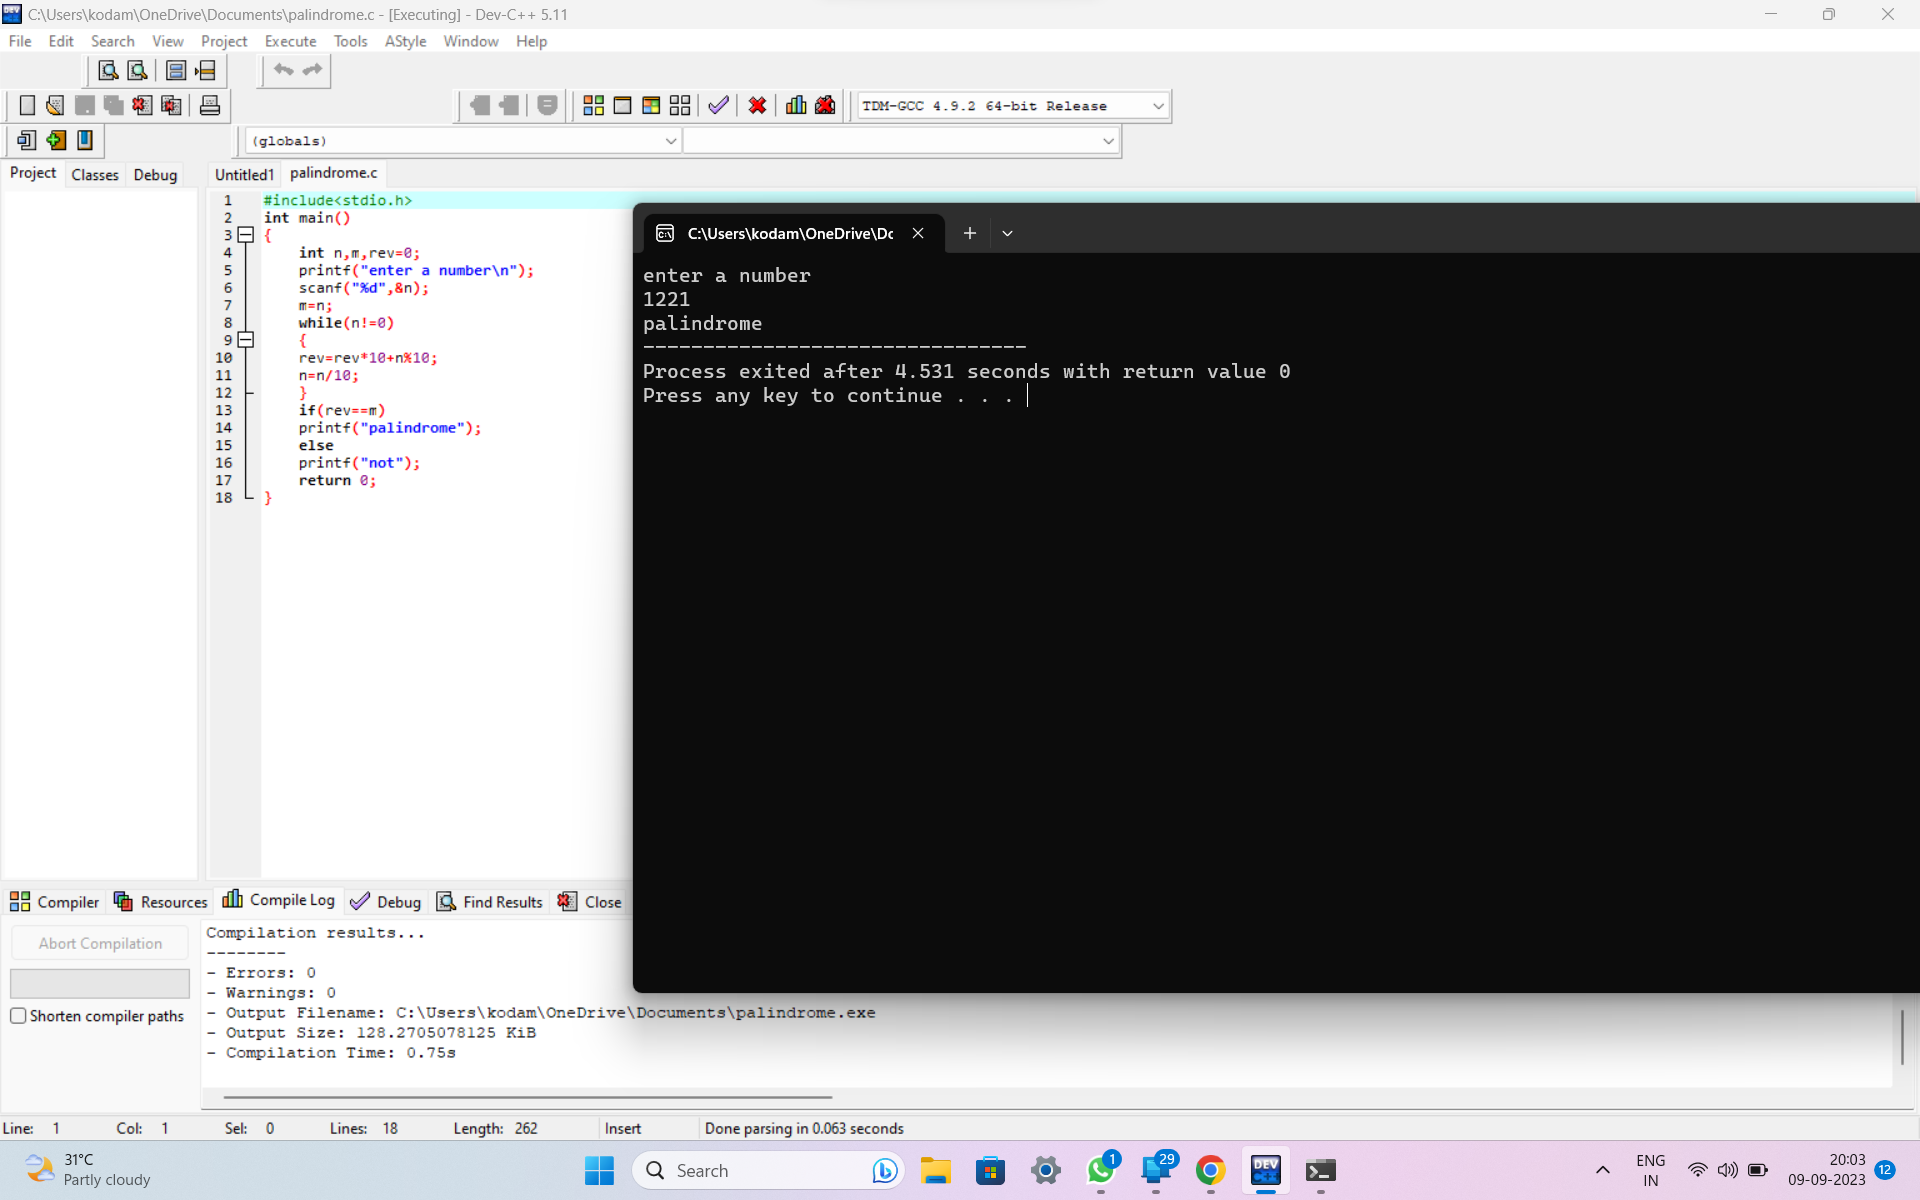 C:\Users\kodam\OneDrive\Documents\palindrome.c - [Executing] - Dev-C++ 5.11
File Edit Search View Project Execute Tools AStyle Window Help
TDM-GCC 4.9.2 64-bit Release
(globals)
Project Classes Debug
Untitled1 palindrome.c
1 #include<stdio.h>
2 int main()
3 {
4 int n,m,rev=0;
5 printf("enter a number\n");
6 scanf("%d",&n);
7 m=n;
8 while(n!=0)
9 {
10 rev=rev*10+n%10;
11 n=n/10;
12 }
13 if(rev==m)
14 printf("palindrome");
15 else
16 printf("not");
17 return 0;
18 }
C:\Users\kodam\OneDrive\Dc
enter a number
1221
palindrome
--------------------------------
Process exited after 4.531 seconds with return value 0
Press any key to continue . . .
Compiler Resources Compile Log Debug Find Results Close
Abort Compilation
Shorten compiler paths
Compilation results...
--------
- Errors: 0
- Warnings: 0
- Output Filename: C:\Users\kodam\OneDrive\Documents\palindrome.exe
- Output Size: 128.2705078125 KiB
- Compilation Time: 0.75s
Line: 1 Col: 1 Sel: 0 Lines: 18 Length: 262 Insert Done parsing in 0.063 seconds
31°C
Partly cloudy
Search
1
29
DEV
C++
ENG
IN
20:03
09-09-2023
12